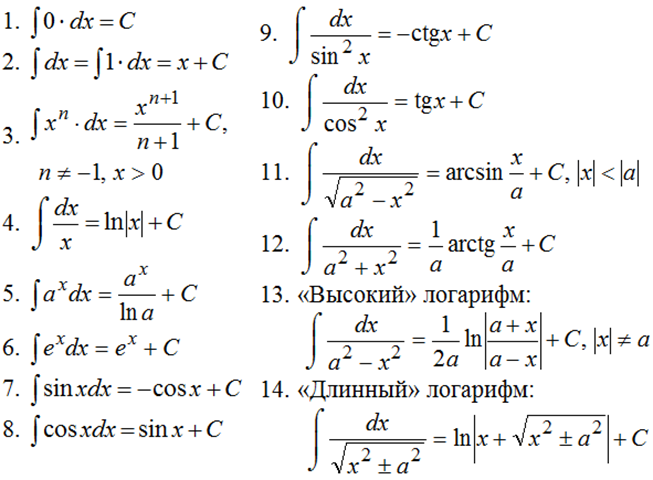 1. ∫0·dx = C
2. ∫dx = ∫1·dx = x + C
3. ∫xⁿ·dx = xⁿ⁺¹/(n+1) + C,
n ≠ −1, x > 0
4. ∫dx/x = ln|x| + C
5. ∫aˣdx = aˣ/ln a + C
6. ∫eˣdx = eˣ + C
7. ∫sin xdx = −cos x + C
8. ∫cos xdx = sin x + C
9. ∫dx/sin² x = −ctgx + C
10. ∫dx/cos² x = tgx + C
11. ∫dx/√(a² − x²) = arcsin x/a + C, |x| < |a|
12. ∫dx/(a² + x²) = 1/a arctg x/a + C
13. «Высокий» логарифм:
∫dx/(a² − x²) = 1/2a ln|(a + x)/(a − x)| + C, |x| ≠ a
14. «Длинный» логарифм:
∫dx/√(x² ± a²) = ln|x + √(x² ± a²)| + C